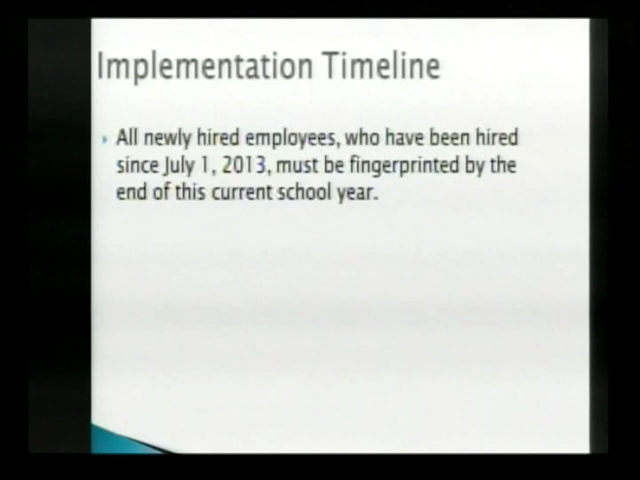 Implementation Timeline
All newly hired employees, who have been hired
since July 1, 2013, must be fingerprinted by the
end of this current school year.